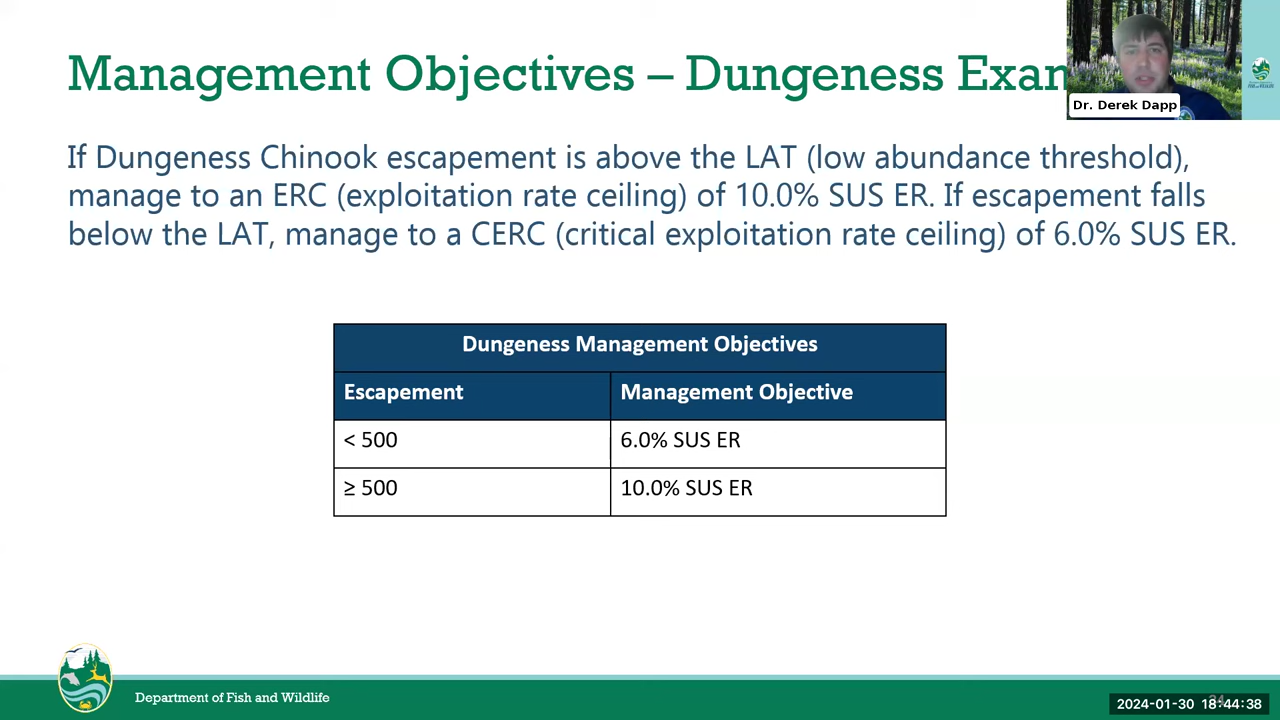 Management Objectives – Dungeness Exam
Dr. Derek Dapp
If Dungeness Chinook escapement is above the LAT (low abundance threshold),
manage to an ERC (exploitation rate ceiling) of 10.0% SUS ER. If escapement falls
below the LAT, manage to a CERC (critical exploitation rate ceiling) of 6.0% SUS ER.
Dungeness Management Objectives
Escapement Management Objective
< 500 6.0% SUS ER
≥ 500 10.0% SUS ER
Department of Fish and Wildlife
2024-01-30 18:44:38